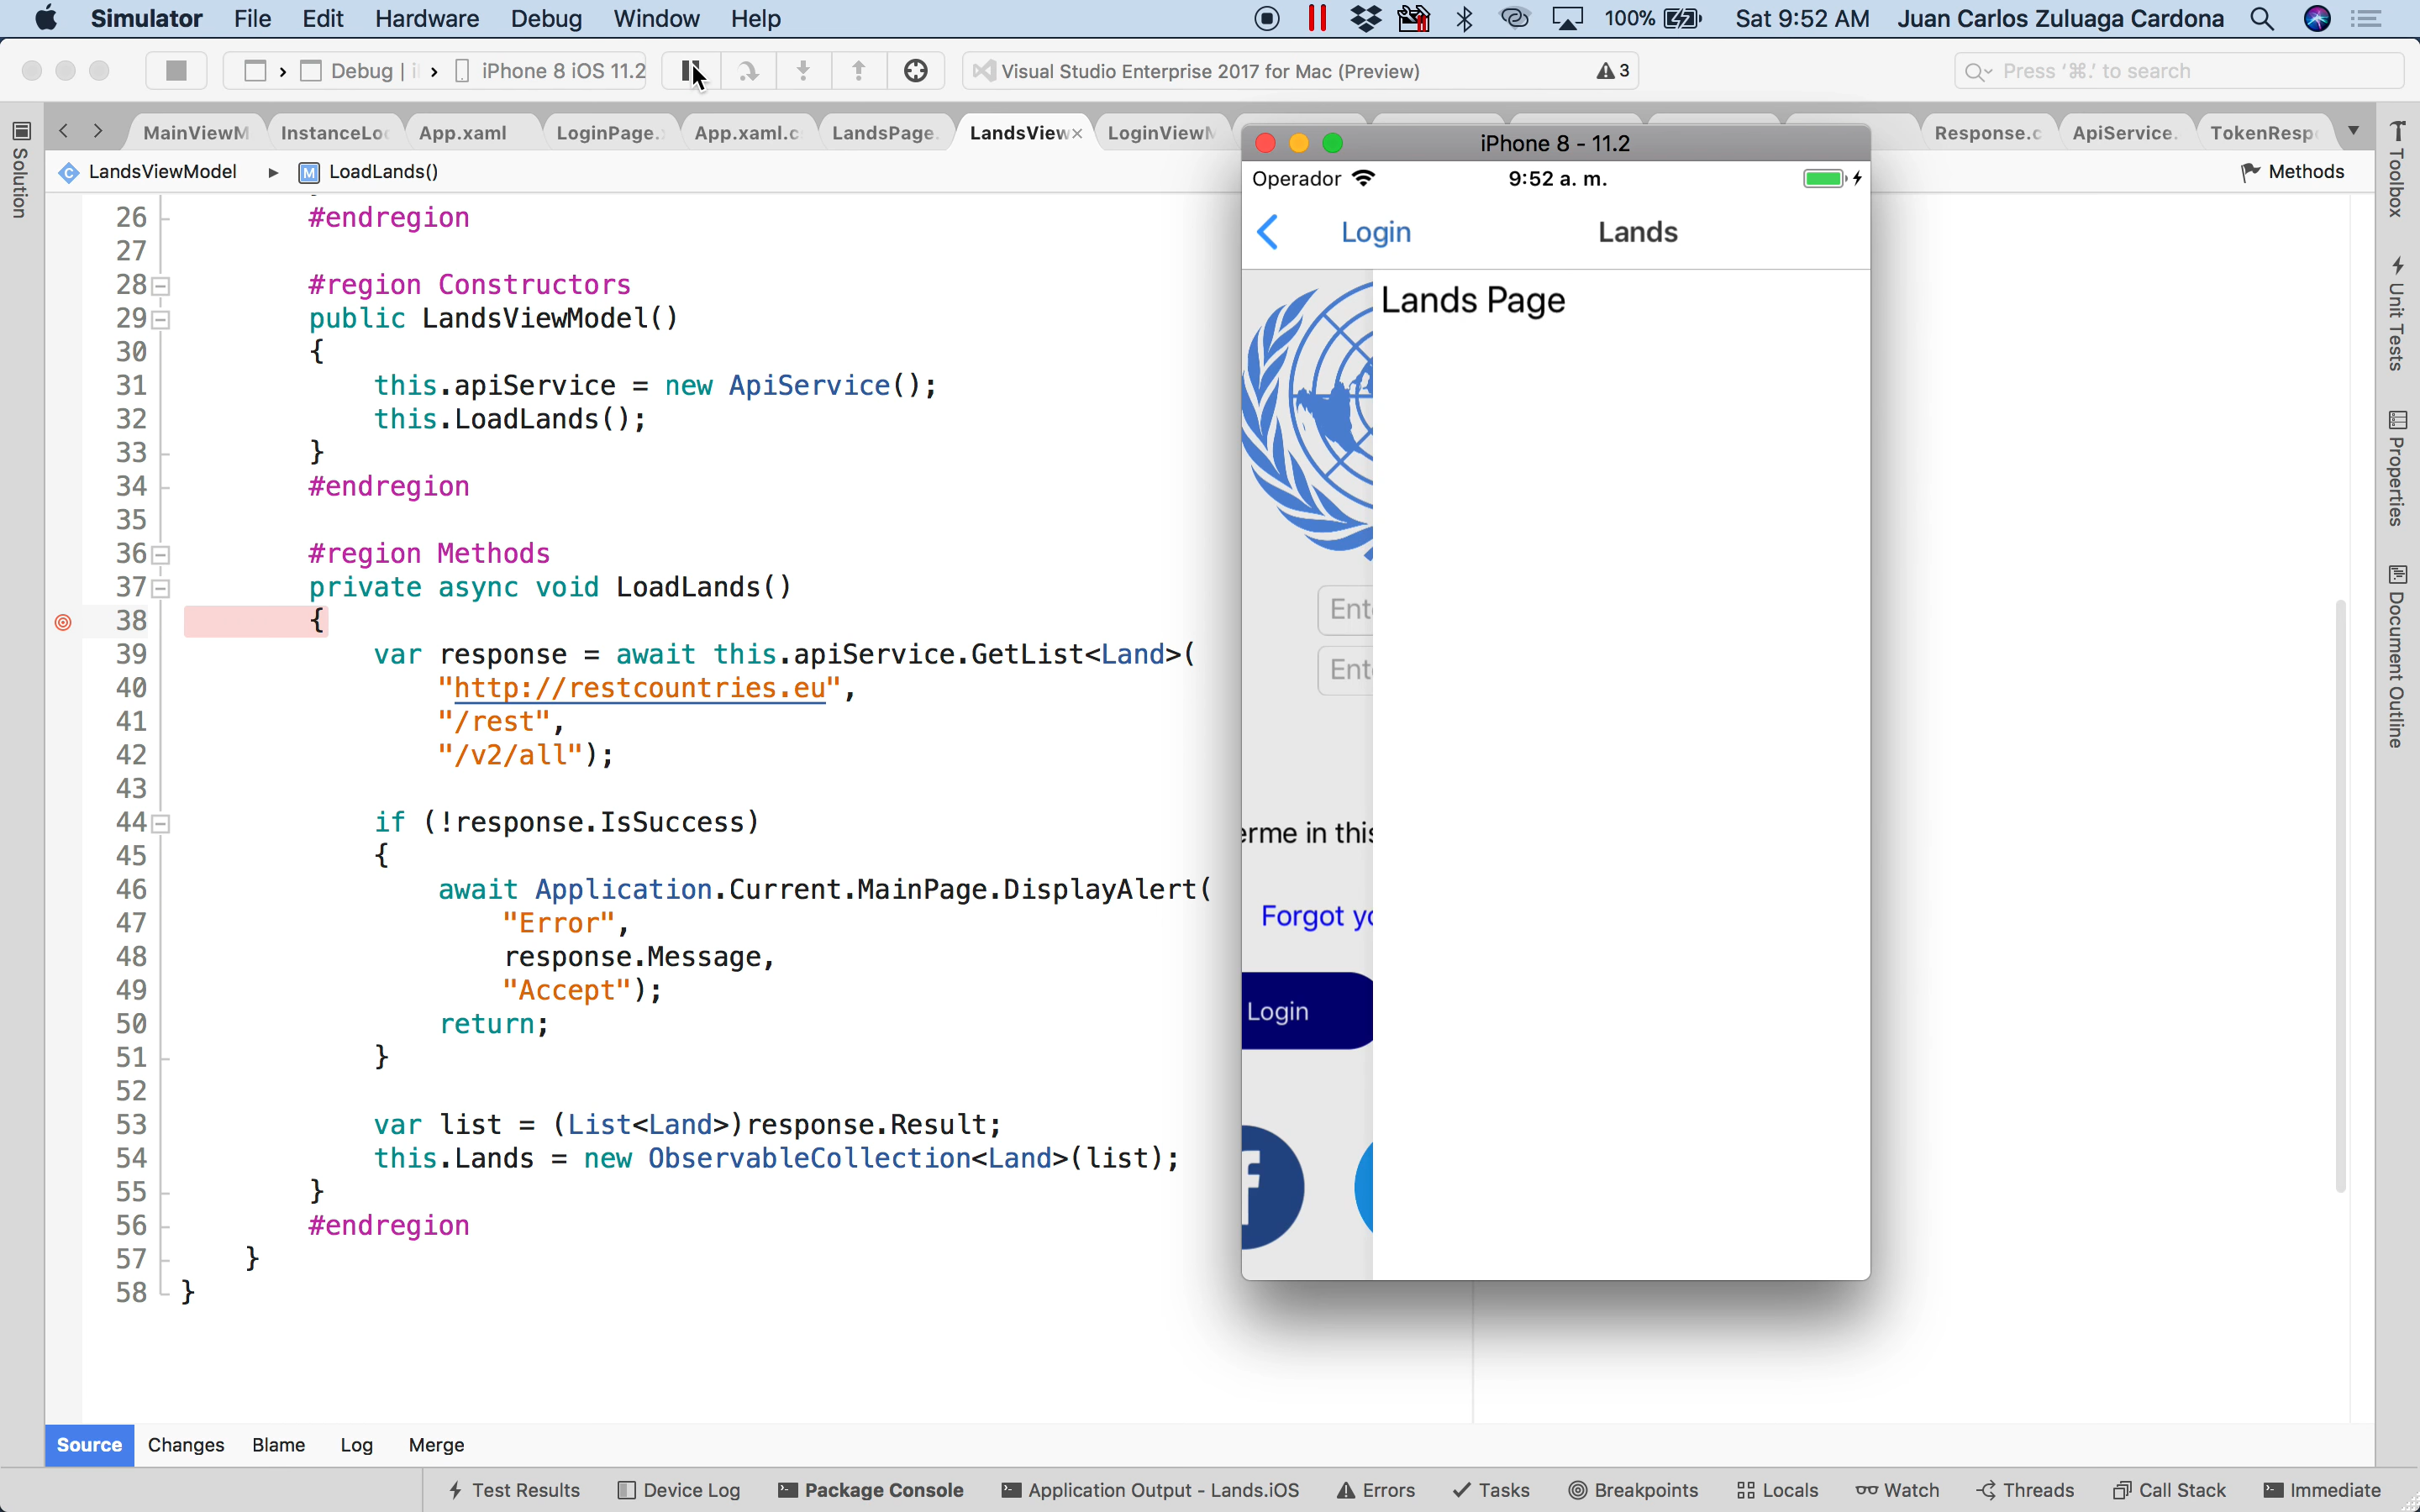 Simulator File Edit Hardware Debug Window Help 100% Sat 9:52 AM Juan Carlos Zuluaga Cardona
Debug | iPhone 8 iOS 11.2 Visual Studio Enterprise 2017 for Mac (Preview) 3 Press ‘⌘.’ to search
MainViewM InstanceLoc App.xaml LoginPage. App.xaml.c LandsPage. LandsView LoginViewM Response.c ApiService. TokenResp
LandsViewModel LoadLands() Methods
Solution
Toolbox
Unit Tests
Properties
Document Outline
26 #endregion
27
28 #region Constructors
29 public LandsViewModel()
30 {
31 this.apiService = new ApiService();
32 this.LoadLands();
33 }
34 #endregion
35
36 #region Methods
37 private async void LoadLands()
38 {
39 var response = await this.apiService.GetList<Land>(
40 "http://restcountries.eu",
41 "/rest",
42 "/v2/all");
43
44 if (!response.IsSuccess)
45 {
46 await Application.Current.MainPage.DisplayAlert(
47 "Error",
48 response.Message,
49 "Accept");
50 return;
51 }
52
53 var list = (List<Land>)response.Result;
54 this.Lands = new ObservableCollection<Land>(list);
55 }
56 #endregion
57 }
58 }
iPhone 8 - 11.2
Operador 9:52 a. m.
Login Lands
Lands Page
Ent
Ent
erme in this
Forgot yo
Login
Source Changes Blame Log Merge
Test Results Device Log Package Console Application Output - Lands.iOS Errors Tasks Breakpoints Locals Watch Threads Call Stack Immediate